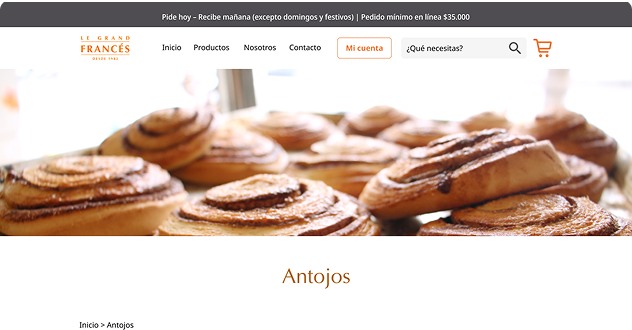 Pide hoy – Recibe mañana (excepto domingos y festivos) | Pedido mínimo en línea $35.000
LE GRAND
FRANCÉS
DESDE 1985
Inicio Productos Nosotros Contacto Mi cuenta ¿Qué necesitas?
Antojos
Inicio > Antojos